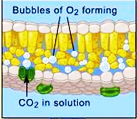 Bubbles of O2 forming
CO2 in solution